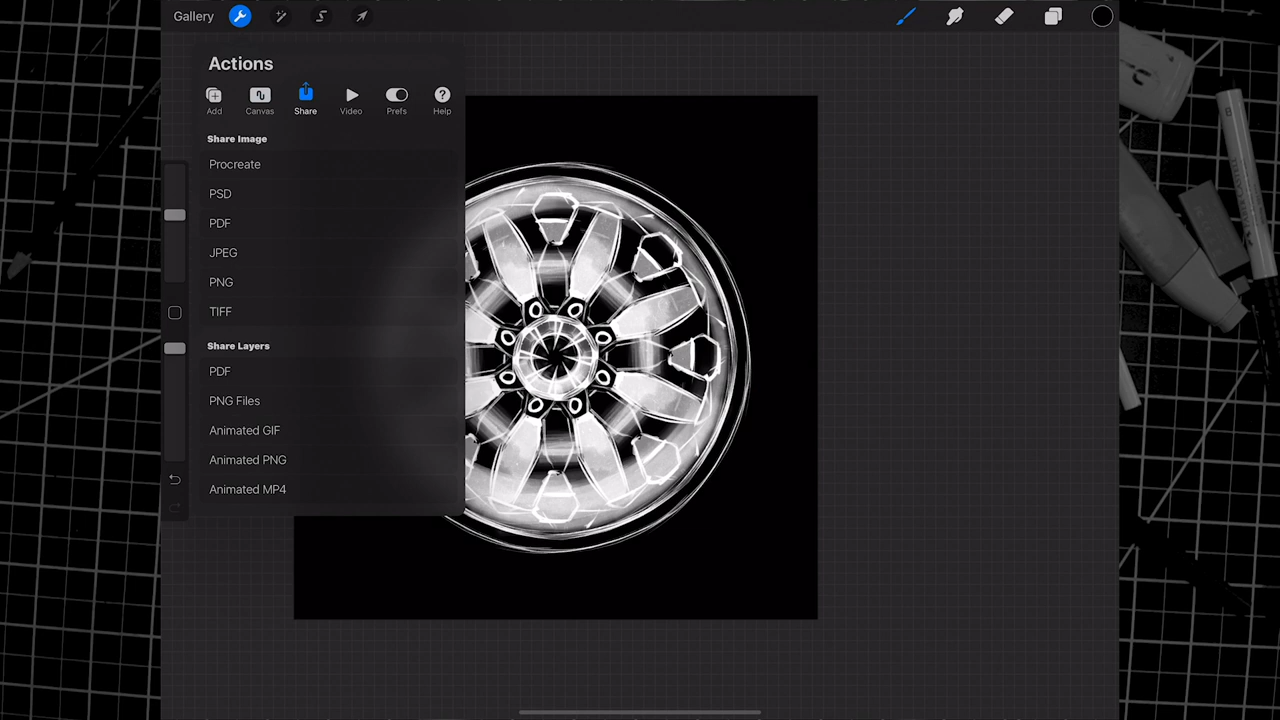 Gallery
Actions
Add Canvas Share Video Prefs Help
Share Image
Procreate
PSD
PDF
JPEG
PNG
TIFF
Share Layers
PDF
PNG Files
Animated GIF
Animated PNG
Animated MP4